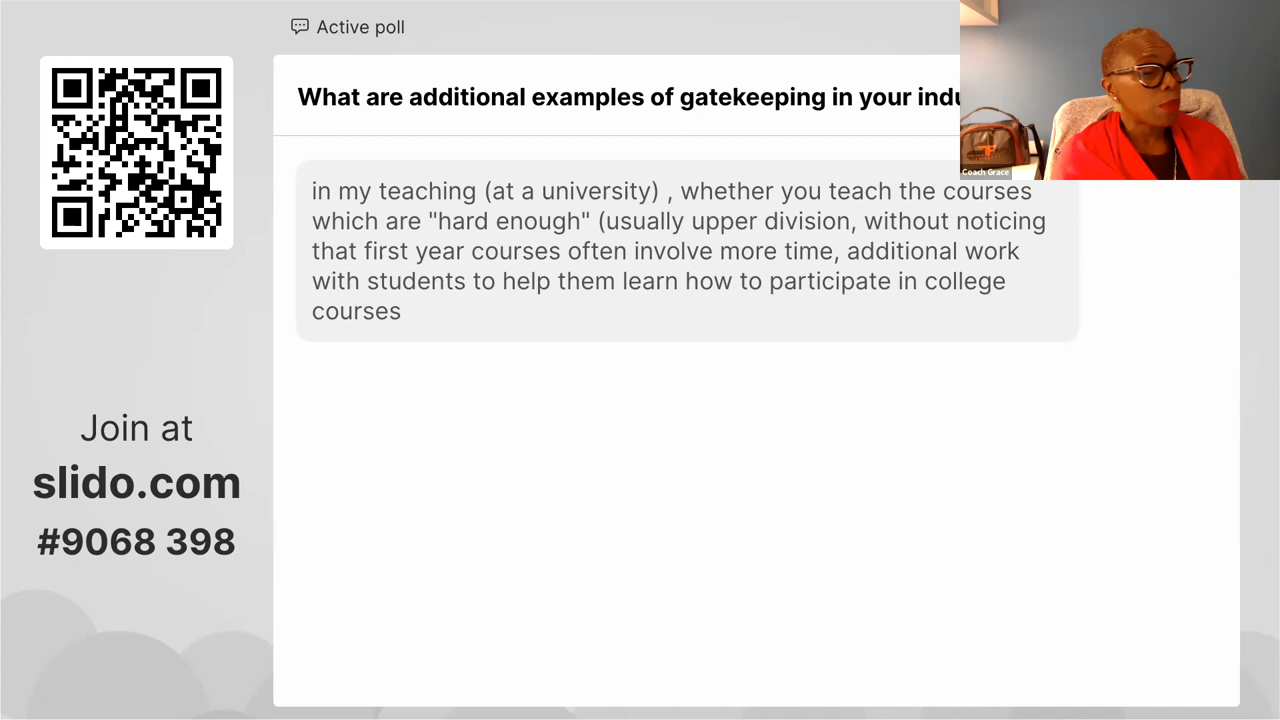 Active poll
What are additional examples of gatekeeping in your
in my teaching (at a university) , whether you teach the courses
which are "hard enough" (usually upper division, without noticing
that first year courses often involve more time, additional work
with students to help them learn how to participate in college
courses
Join at
slido.com
#9068 398
Coach Grace